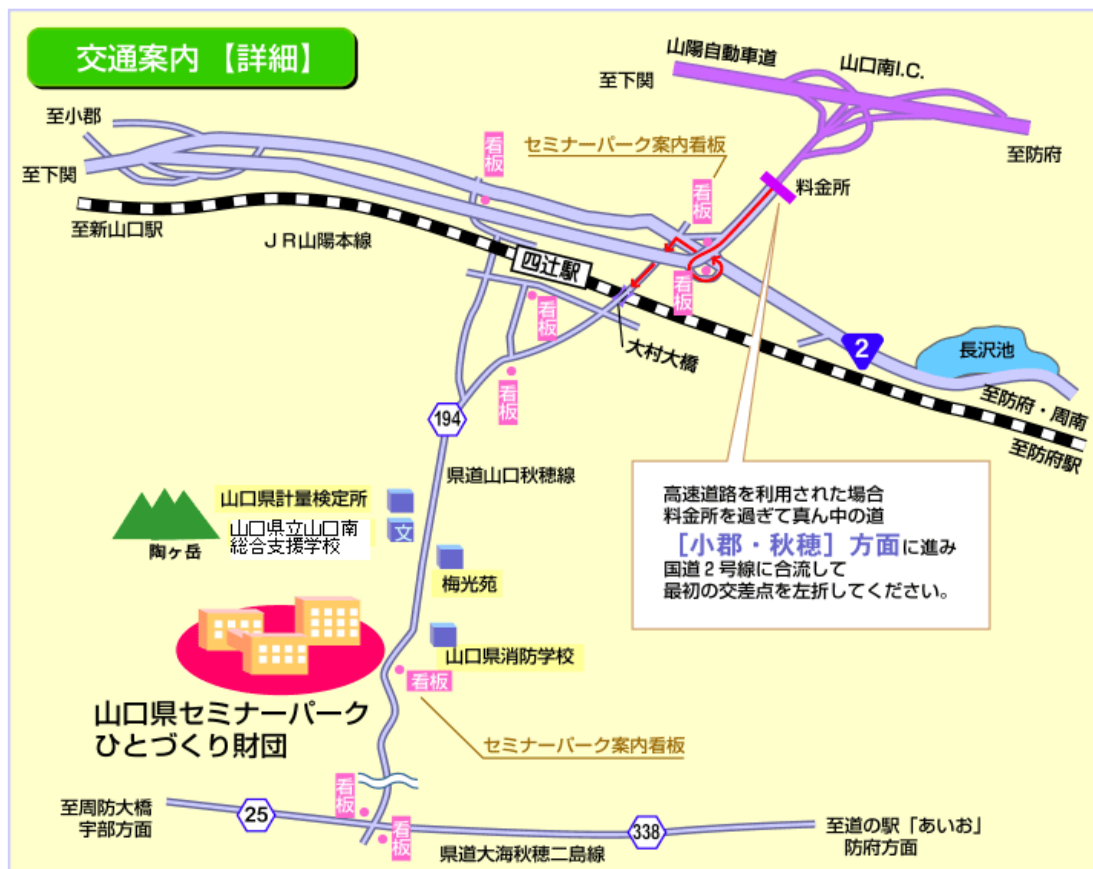 交通案内 【詳細】
山陽自動車道
山口南I.C.
至下関
至防府
至小郡
至下関
看板
セミナーパーク案内看板
看板
料金所
至新山口駅
JR山陽本線
四辻駅
看板
看板
大村大橋
2
長沢池
至防府・周南
至防府駅
看板
194
県道山口秋穂線
高速道路を利用された場合
料金所を過ぎて真ん中の道
［小郡・秋穂］方面に進み
国道2号線に合流して
最初の交差点を左折してください。
山口県計量検定所
山口県立山口南
総合支援学校
文
陶ヶ岳
梅光苑
山口県消防学校
看板
山口県セミナーパーク
ひとづくり財団
セミナーパーク案内看板
看板
至周防大橋
宇部方面
25
看板
338
県道大海秋穂二島線
至道の駅「あいお」
防府方面